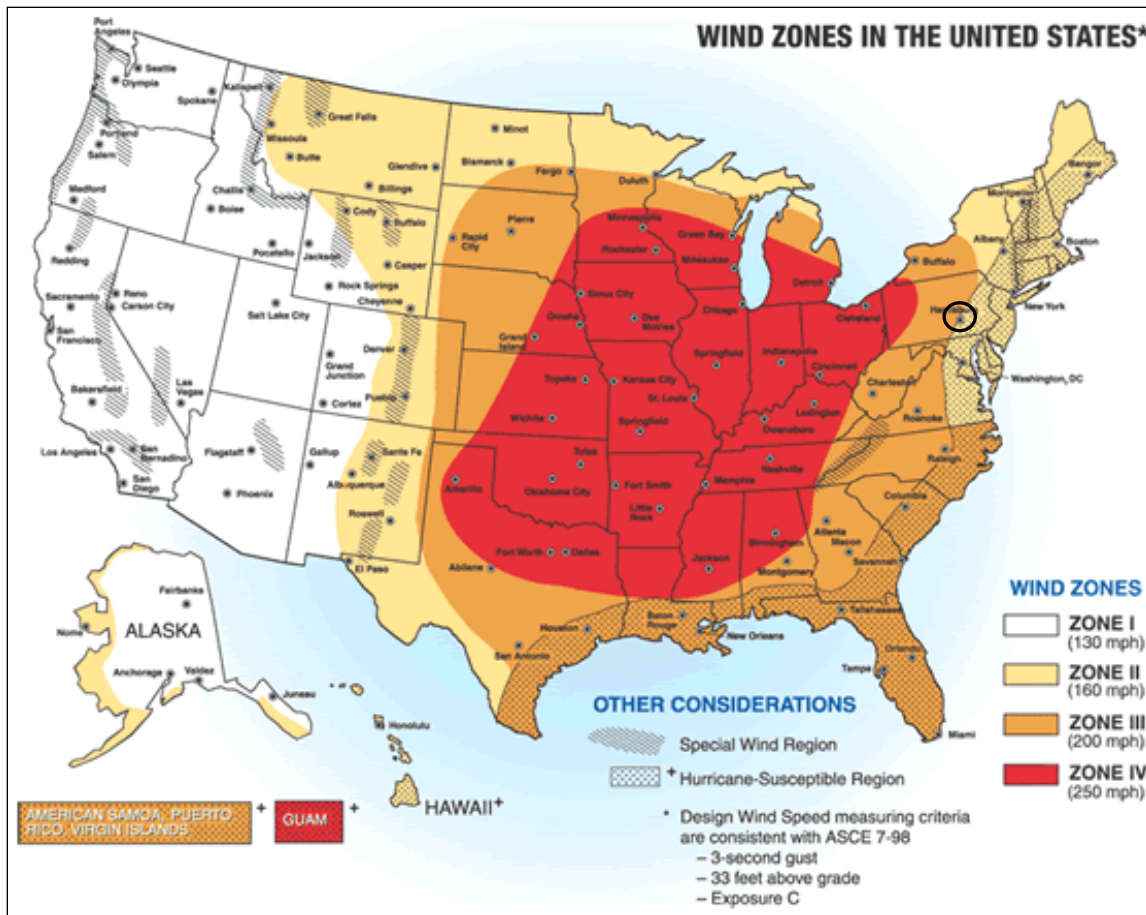 WIND ZONES IN THE UNITED STATES*
Port
Angeles
Seattle
Olympia
Spokane
Kalispell
Great Falls
Missoula
Butte
Glendive
Billings
Minot
Bismarck
Fargo
Duluth
Portland
Salem
Medford
Challis
Boise
Pocatello
Cody
Buffalo
Jackson
Casper
Rock Springs
Cheyenne
Rapid
City
Pierre
Minneapolis
Rochester
Green Bay
Milwaukee
Detroit
Chicago
Cleveland
Buffalo
Albany
Montpelier
Bangor
Boston
New York
Washington, DC
Redding
Sacramento
San
Francisco
Reno
Carson City
Salt Lake City
Bakersfield
Las
Vegas
Los Angeles
San
Bernadino
San
Diego
Flagstaff
Phoenix
Grand
Junction
Cortez
Gallup
Denver
Pueblo
Sante Fe
Albuquerque
Roswell
El Paso
Sioux City
Omaha
Des
Moines
Grand
Island
Topeka
Kansas City
Wichita
Springfield
St. Louis
Springfield
Indianapolis
Cincinnati
Charleston
Roanoke
Lexington
Owensboro
Nashville
Raleigh
Columbia
Amarillo
Tulsa
Oklahoma City
Fort Smith
Little
Rock
Memphis
Birmingham
Atlanta
Macon
Savannah
Fort Worth
Dallas
Abilene
Jackson
Montgomery
Tallahassee
Houston
San Antonio
Baton
Rouge
New Orleans
Orlando
Tampa
Miami
Fairbanks
Nome
ALASKA
Anchorage
Valdez
Juneau
Honolulu
HAWAII+
AMERICAN SAMOA, PUERTO
RICO, VIRGIN ISLANDS
+
GUAM
+
OTHER CONSIDERATIONS
Special Wind Region
+ Hurricane-Susceptible Region
* Design Wind Speed measuring criteria
are consistent with ASCE 7-98
– 3-second gust
– 33 feet above grade
– Exposure C
WIND ZONES
ZONE I
(130 mph)
ZONE II
(160 mph)
ZONE III
(200 mph)
ZONE IV
(250 mph)